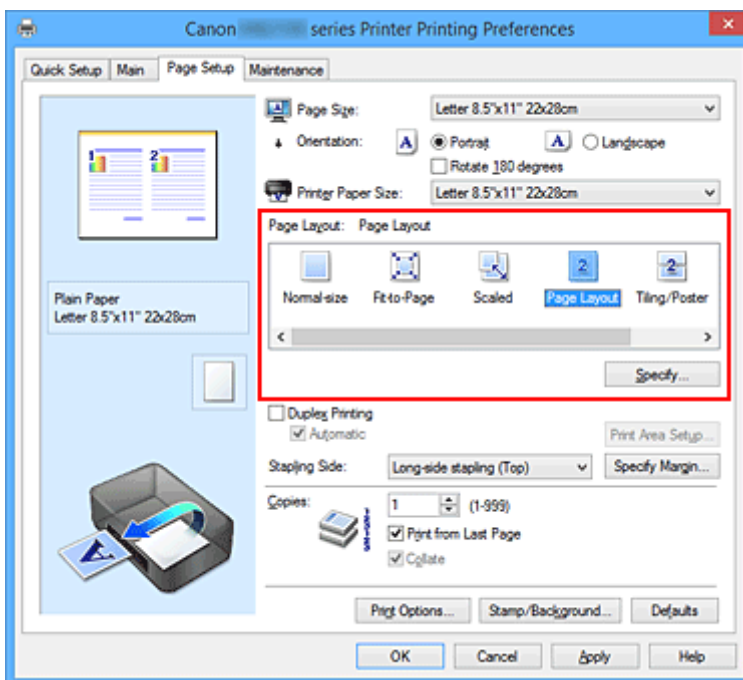 Canon series Printer Printing Preferences
Quick Setup Main Page Setup Maintenance
1 2
Page Size: Letter 8.5"x11" 22x28cm
Orientation: A Portrait A Landscape
Rotate 180 degrees
Printer Paper Size: Letter 8.5"x11" 22x28cm
Page Layout: Page Layout
2 2
Normal-size Fit-to-Page Scaled Page Layout Tiling/Poster
Plain Paper
Letter 8.5"x11" 22x28cm
Specify...
Duplex Printing
Automatic
Print Area Setup...
Stapling Side: Long-side stapling (Top) Specify Margin...
Copies: 1 (1-999)
Print from Last Page
Collate
A
Print Options... Stamp/Background... Defaults
OK Cancel Apply Help